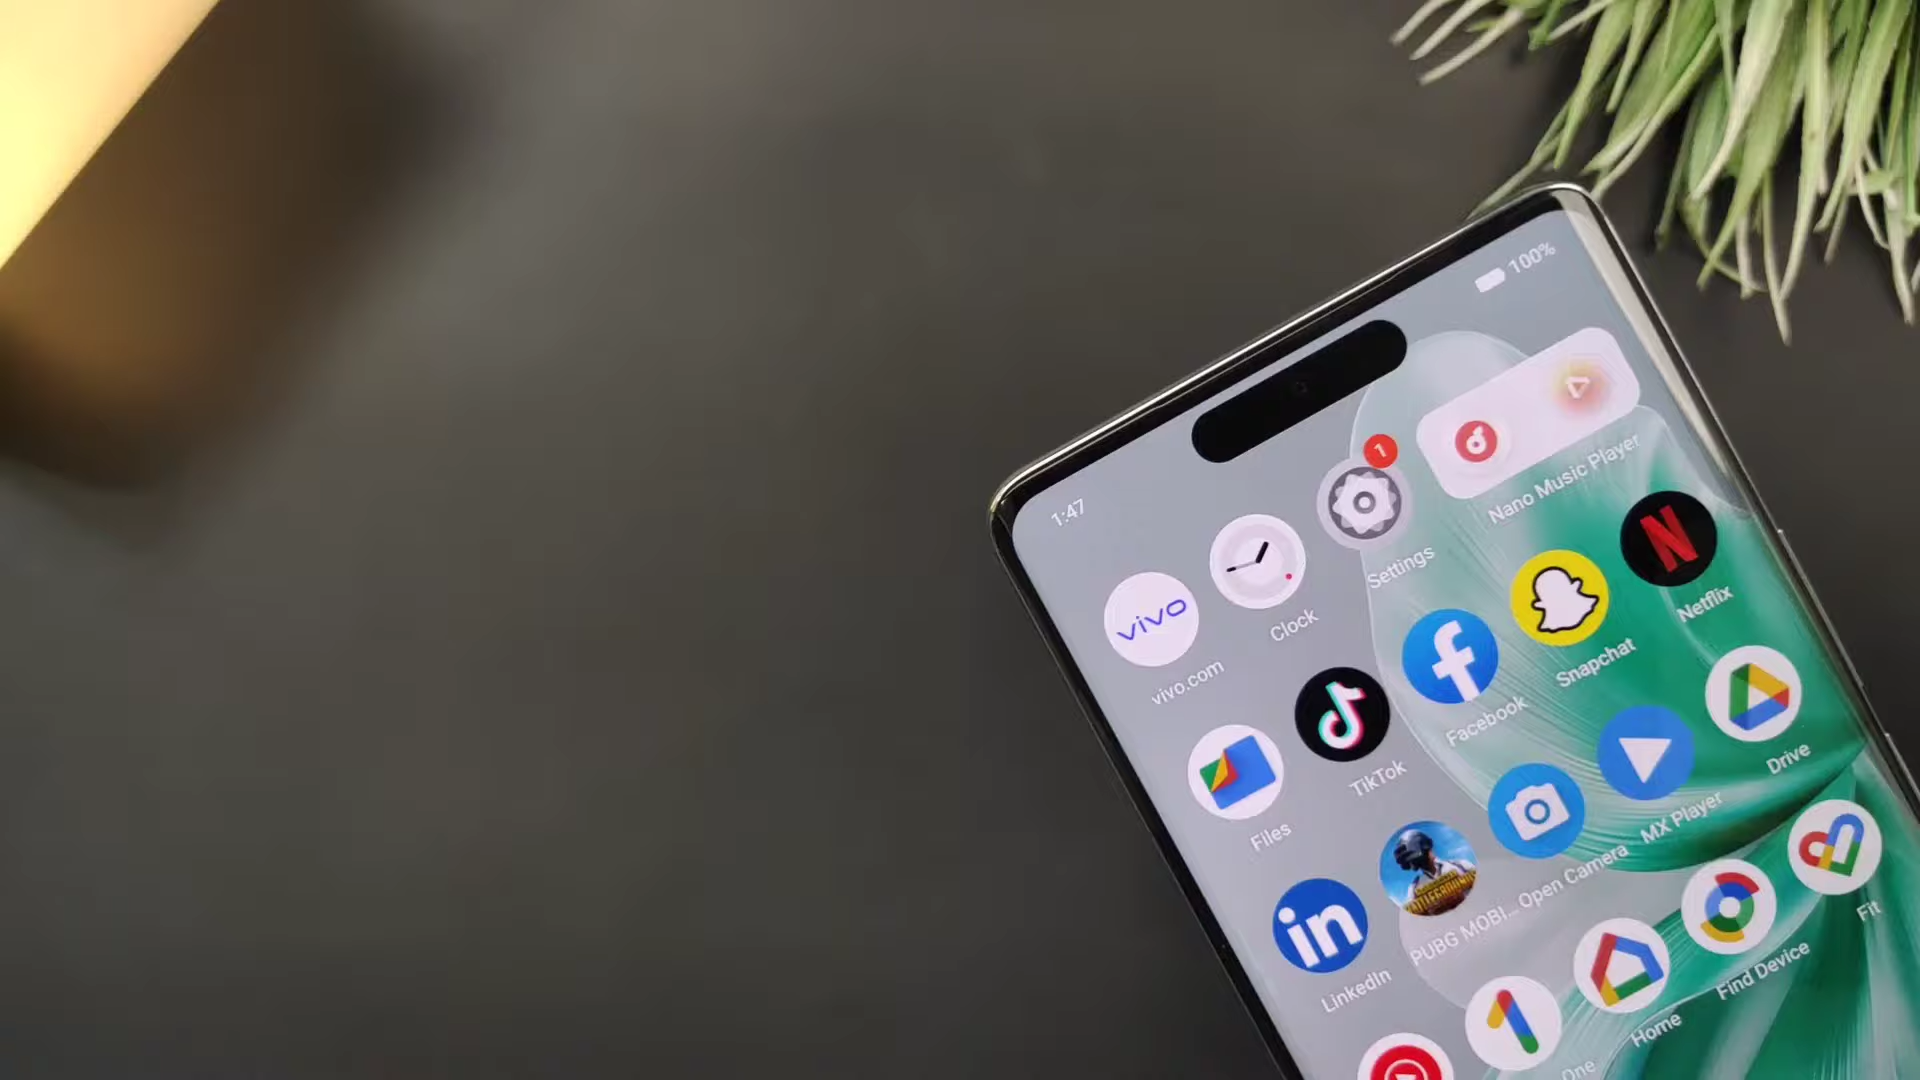 1:47
100%
1
vivo
vivo.com
Clock
Settings
Nano Music Player
Files
TikTok
Facebook
Snapchat
N
Netflix
in
LinkedIn
PUBG MOBI...
Open Camera
MX Player
Drive
One
Home
Find Device
Fit